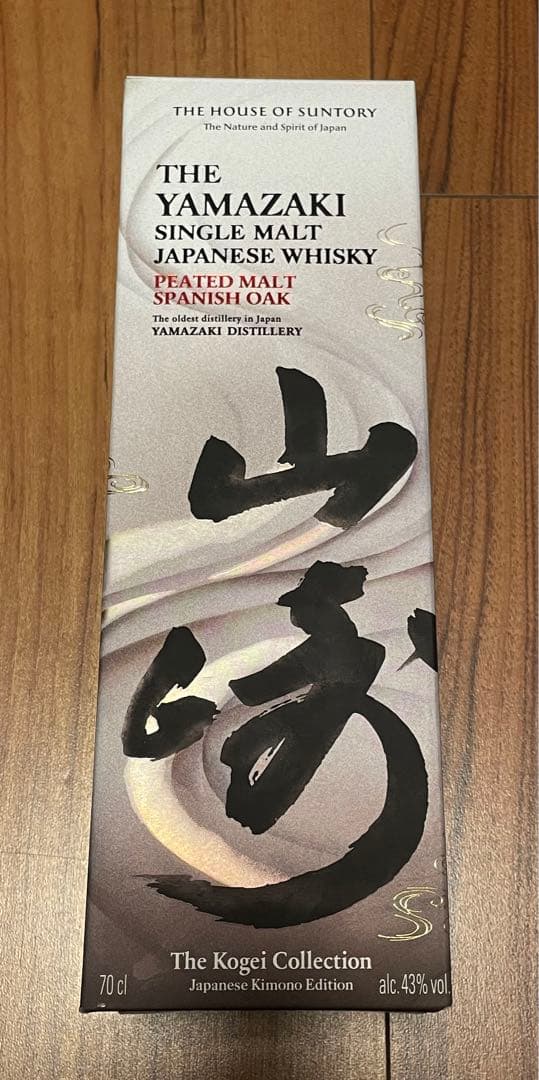 THE HOUSE OF SUNTORY
The Nature and Spirit of Japan
THE
YAMAZAKI
SINGLE MALT
JAPANESE WHISKY
PEATED MALT
SPANISH OAK
The oldest distillery in Japan
YAMAZAKI DISTILLERY
山
崎
The Kogei Collection
70 cl
Japanese Kimono Edition
alc. 43% vol.